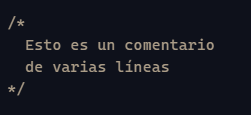 /*
  Esto es un comentario
  de varias líneas
*/